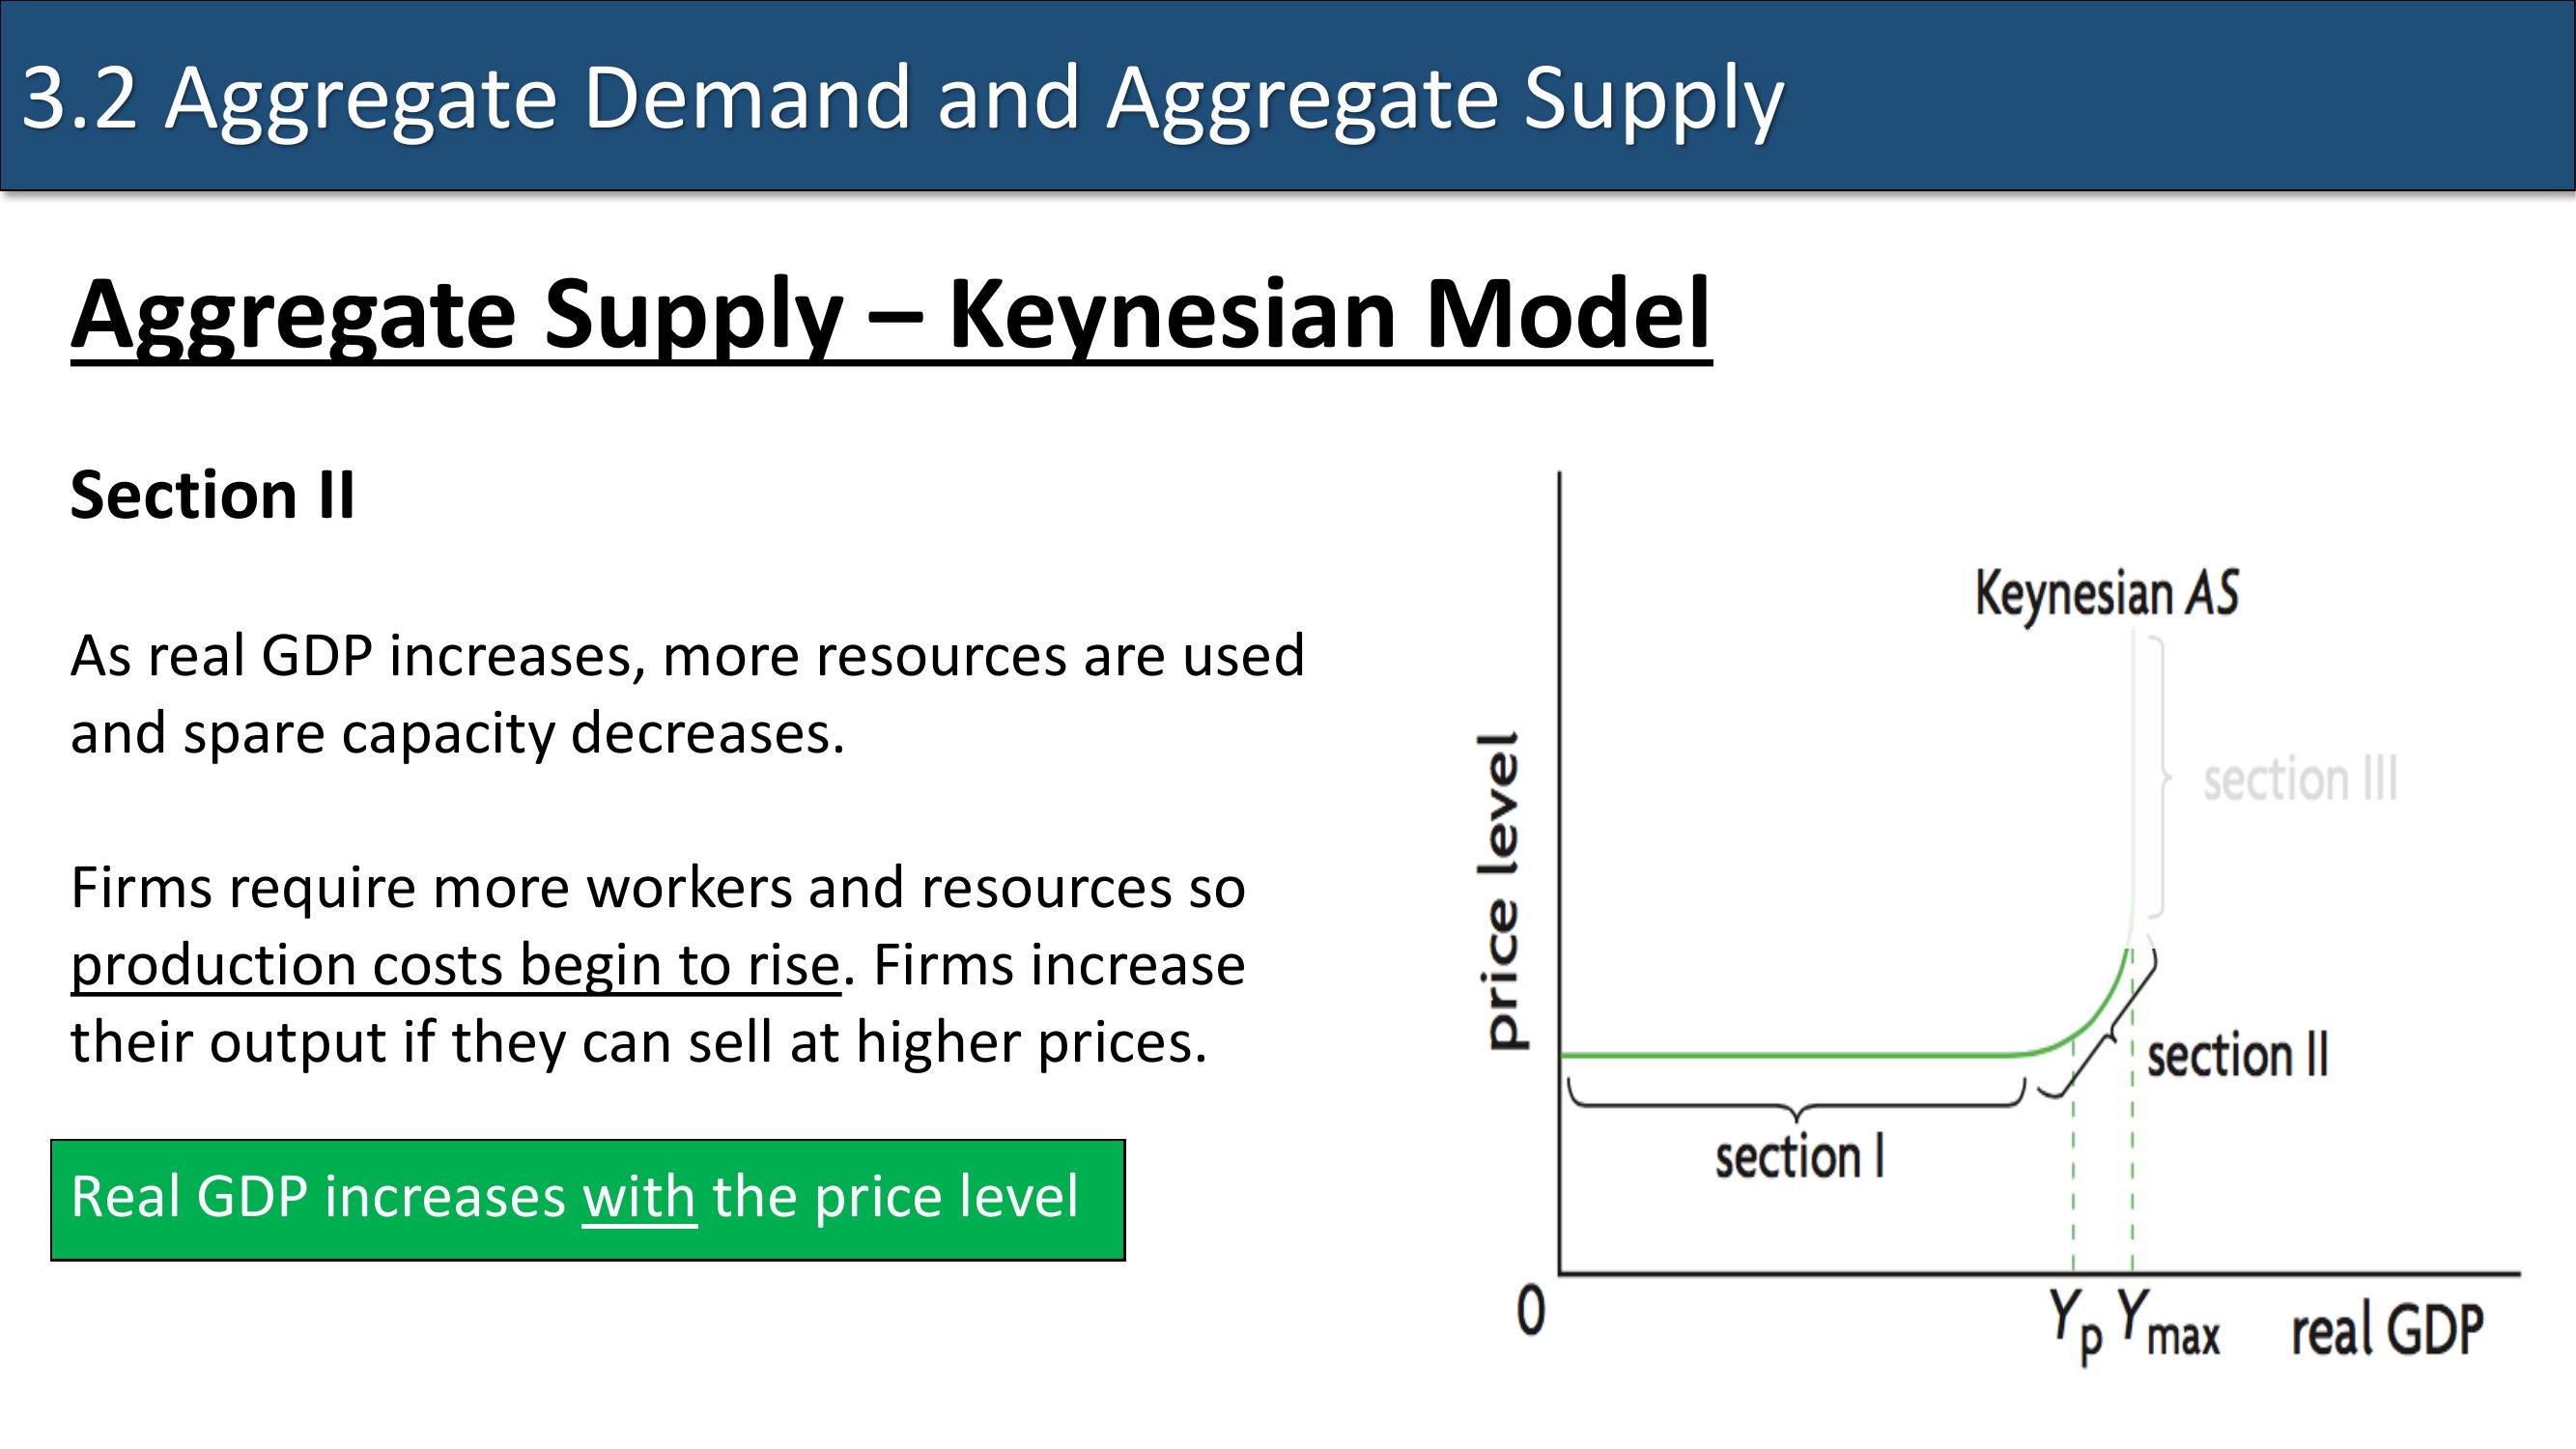 3.2 Aggregate Demand and Aggregate Supply
Aggregate Supply – Keynesian Model
Section II
As real GDP increases, more resources are used
and spare capacity decreases.
Firms require more workers and resources so
production costs begin to rise. Firms increase
their output if they can sell at higher prices.
Real GDP increases with the price level
Keynesian AS
section III
price level
section II
section I
0
Yp Ymax real GDP